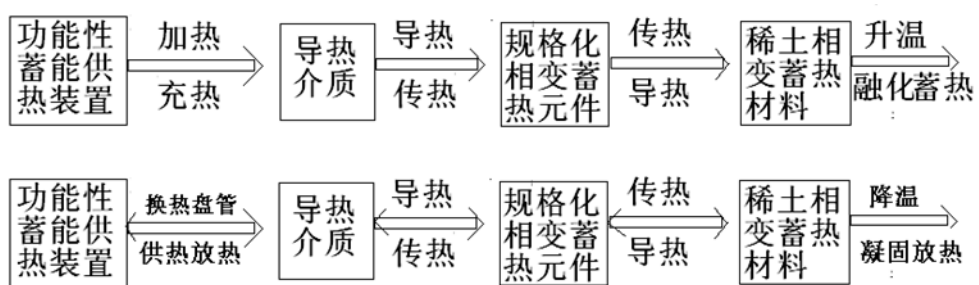 功能性
蓄能供
热装置
加热
充热
导热
介质
导热
传热
规格化
相变蓄
热元件
传热
导热
稀土相
变蓄热
材料
升温
融化蓄热
:
功能性
蓄能供
热装置
换热盘管
供热放热
导热
介质
导热
传热
规格化
相变蓄
热元件
传热
导热
稀土相
变蓄热
材料
降温
凝固放热